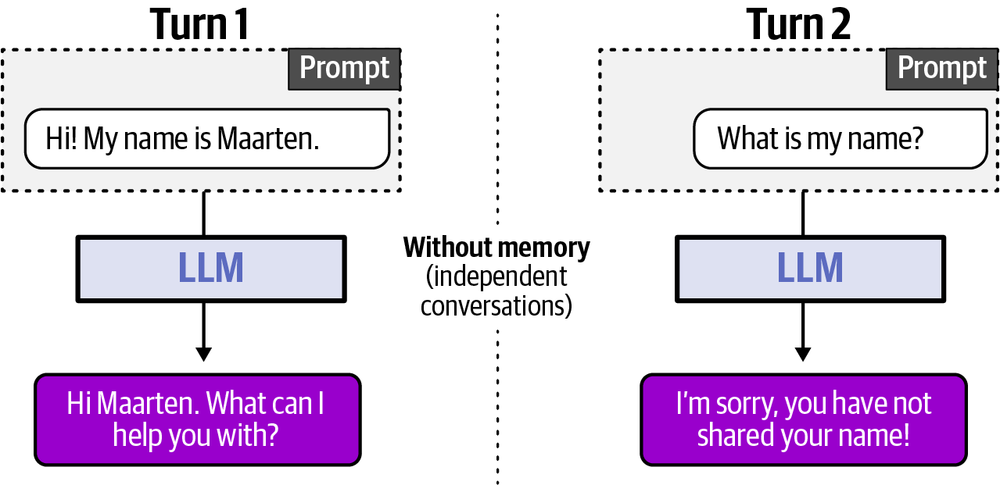 Turn 1
Prompt
Hi! My name is Maarten.
LLM
Hi Maarten. What can I
help you with?
Without memory
(independent
conversations)
Turn 2
Prompt
What is my name?
LLM
I'm sorry, you have not
shared your name!